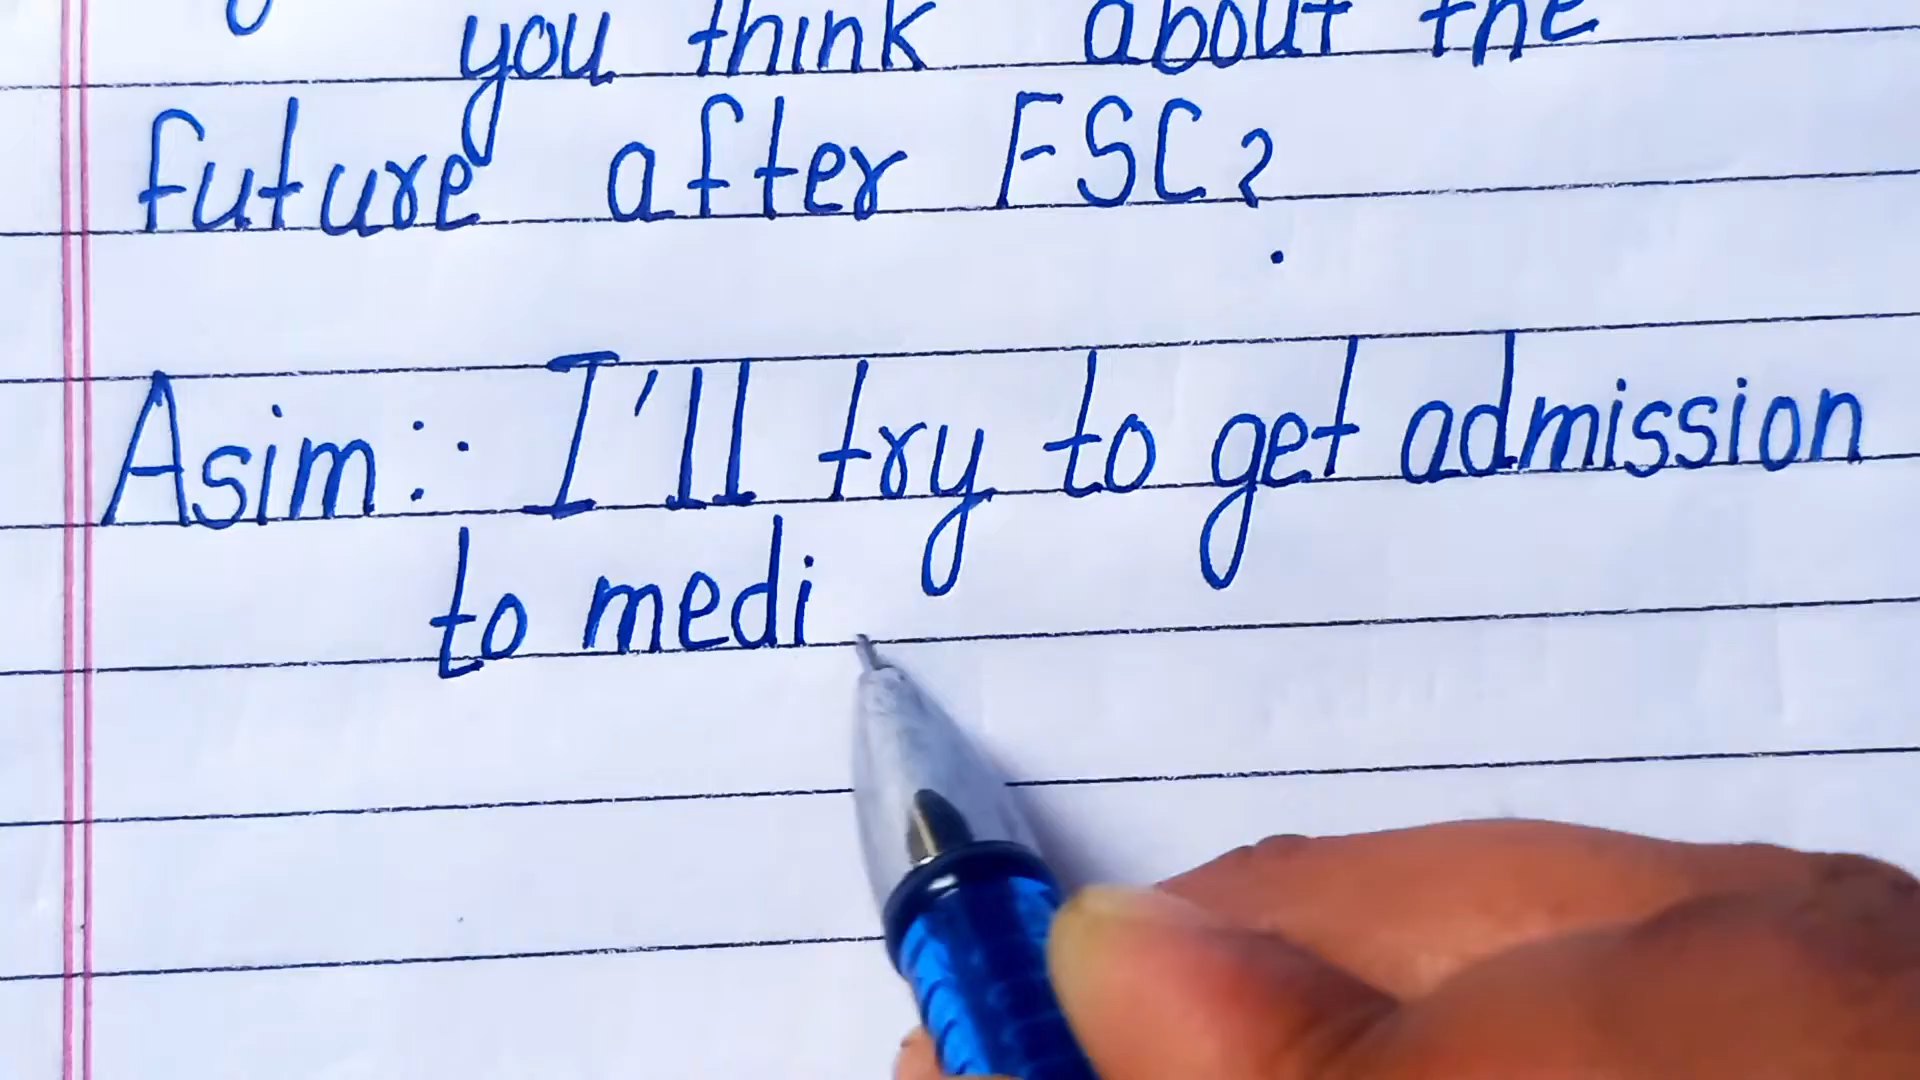 you think about the
future after FSC?
Asim:- I'll try to get admission
to medi